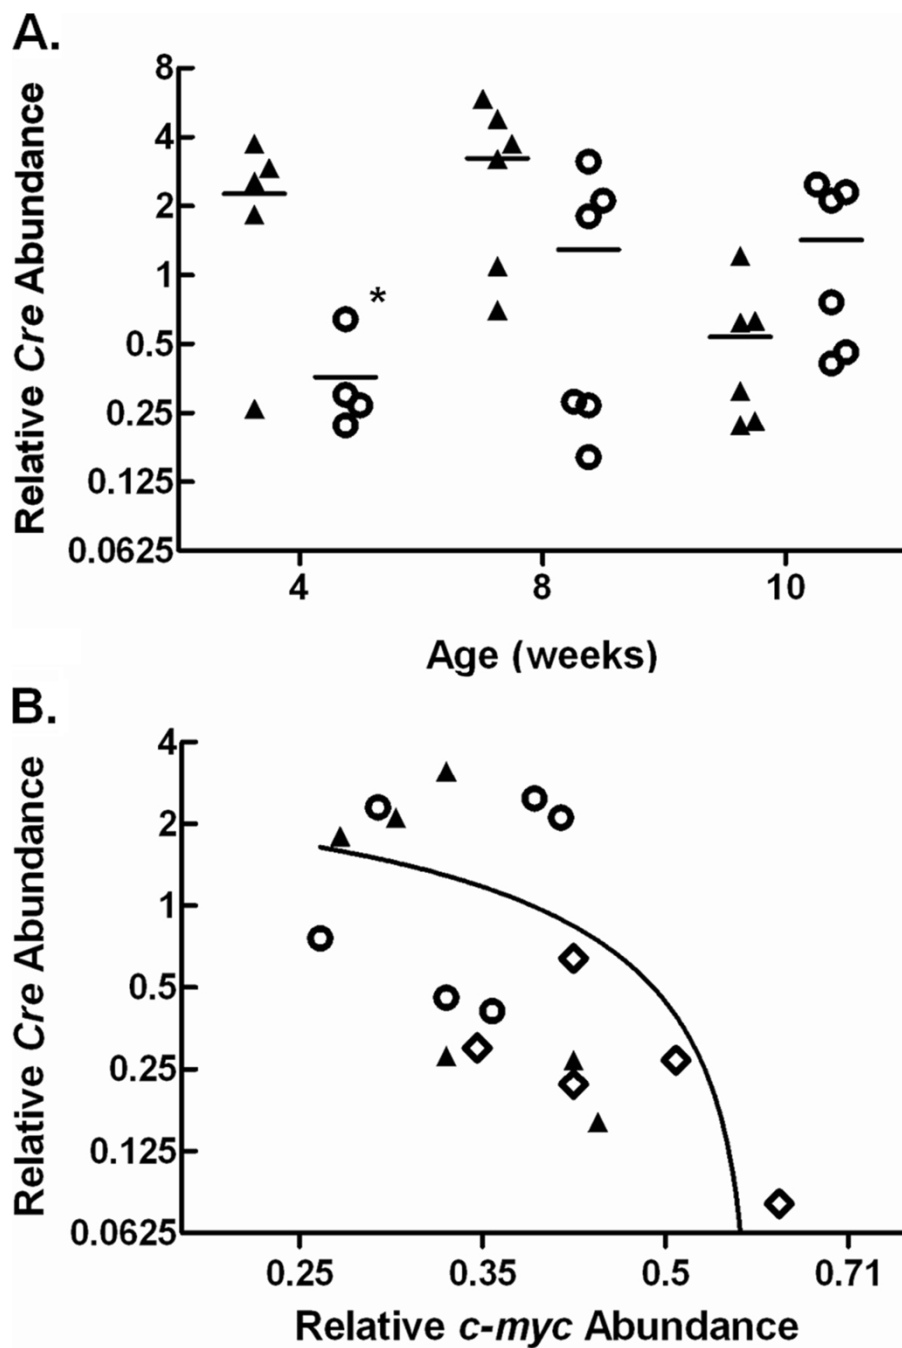 A.
Relative Cre Abundance
8
4
2
1
0.5
0.25
0.125
0.0625
*
4 8 10
Age (weeks)
B.
Relative Cre Abundance
4
2
1
0.5
0.25
0.125
0.0625
0.25 0.35 0.5 0.71
Relative c-myc Abundance